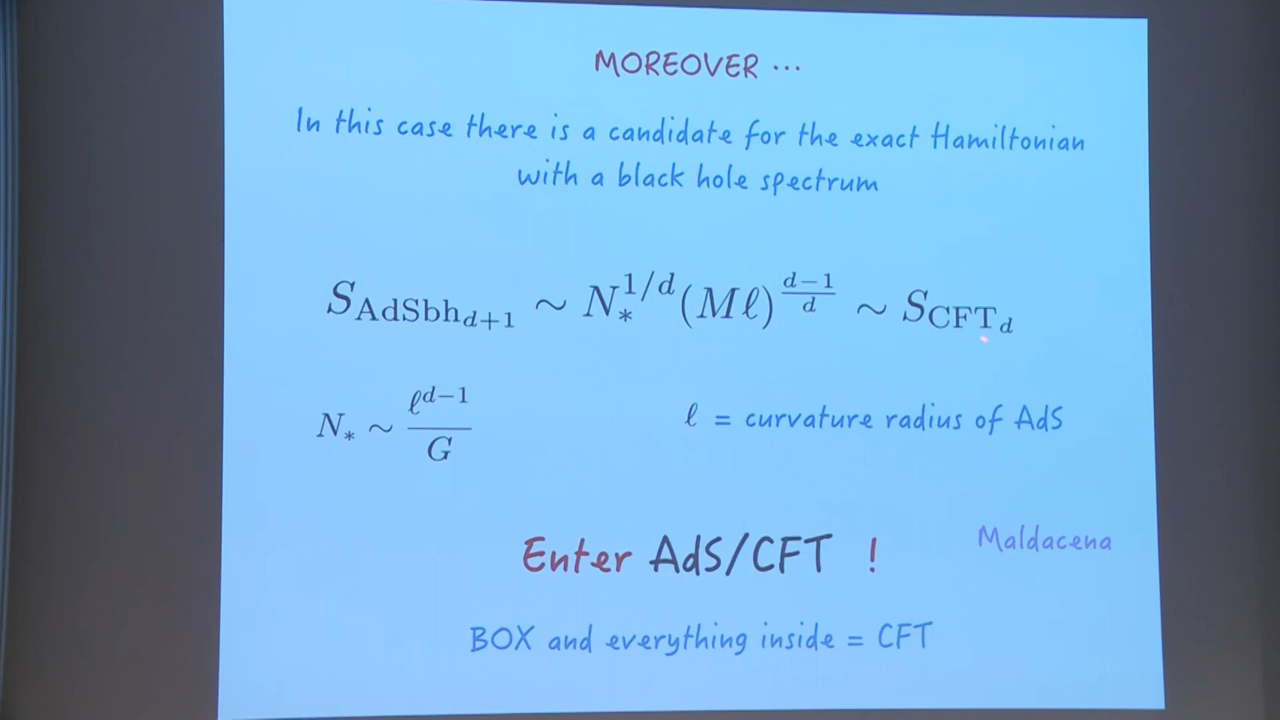 MOREOVER ...
In this case there is a candidate for the exact Hamiltonian
with a black hole spectrum
S_{AdSbh_{d+1}} ∼ N_*^{1/d}(Mℓ)^{\frac{d-1}{d}} ∼ S_{CFT_d}
N_* ∼ \frac{ℓ^{d-1}}{G} ℓ = curvature radius of AdS
Enter AdS/CFT ! Maldacena
BOX and everything inside = CFT